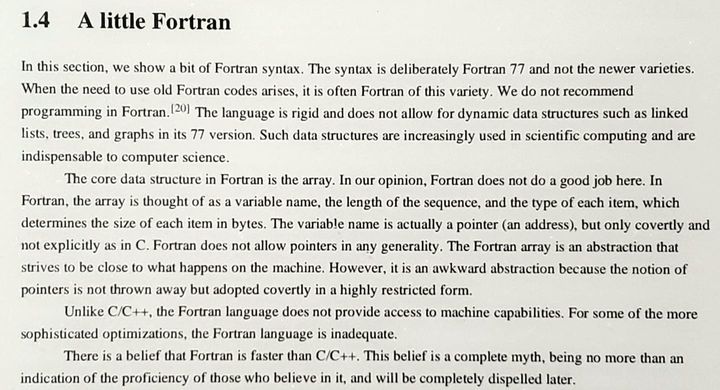 1.4 A little Fortran
In this section, we show a bit of Fortran syntax. The syntax is deliberately Fortran 77 and not the newer varieties.
When the need to use old Fortran codes arises, it is often Fortran of this variety. We do not recommend
programming in Fortran.[20] The language is rigid and does not allow for dynamic data structures such as linked
lists, trees, and graphs in its 77 version. Such data structures are increasingly used in scientific computing and are
indispensable to computer science.
The core data structure in Fortran is the array. In our opinion, Fortran does not do a good job here. In
Fortran, the array is thought of as a variable name, the length of the sequence, and the type of each item, which
determines the size of each item in bytes. The variable name is actually a pointer (an address), but only covertly and
not explicitly as in C. Fortran does not allow pointers in any generality. The Fortran array is an abstraction that
strives to be close to what happens on the machine. However, it is an awkward abstraction because the notion of
pointers is not thrown away but adopted covertly in a highly restricted form.
Unlike C/C++, the Fortran language does not provide access to machine capabilities. For some of the more
sophisticated optimizations, the Fortran language is inadequate.
There is a belief that Fortran is faster than C/C++. This belief is a complete myth, being no more than an
indication of the proficiency of those who believe in it, and will be completely dispelled later.